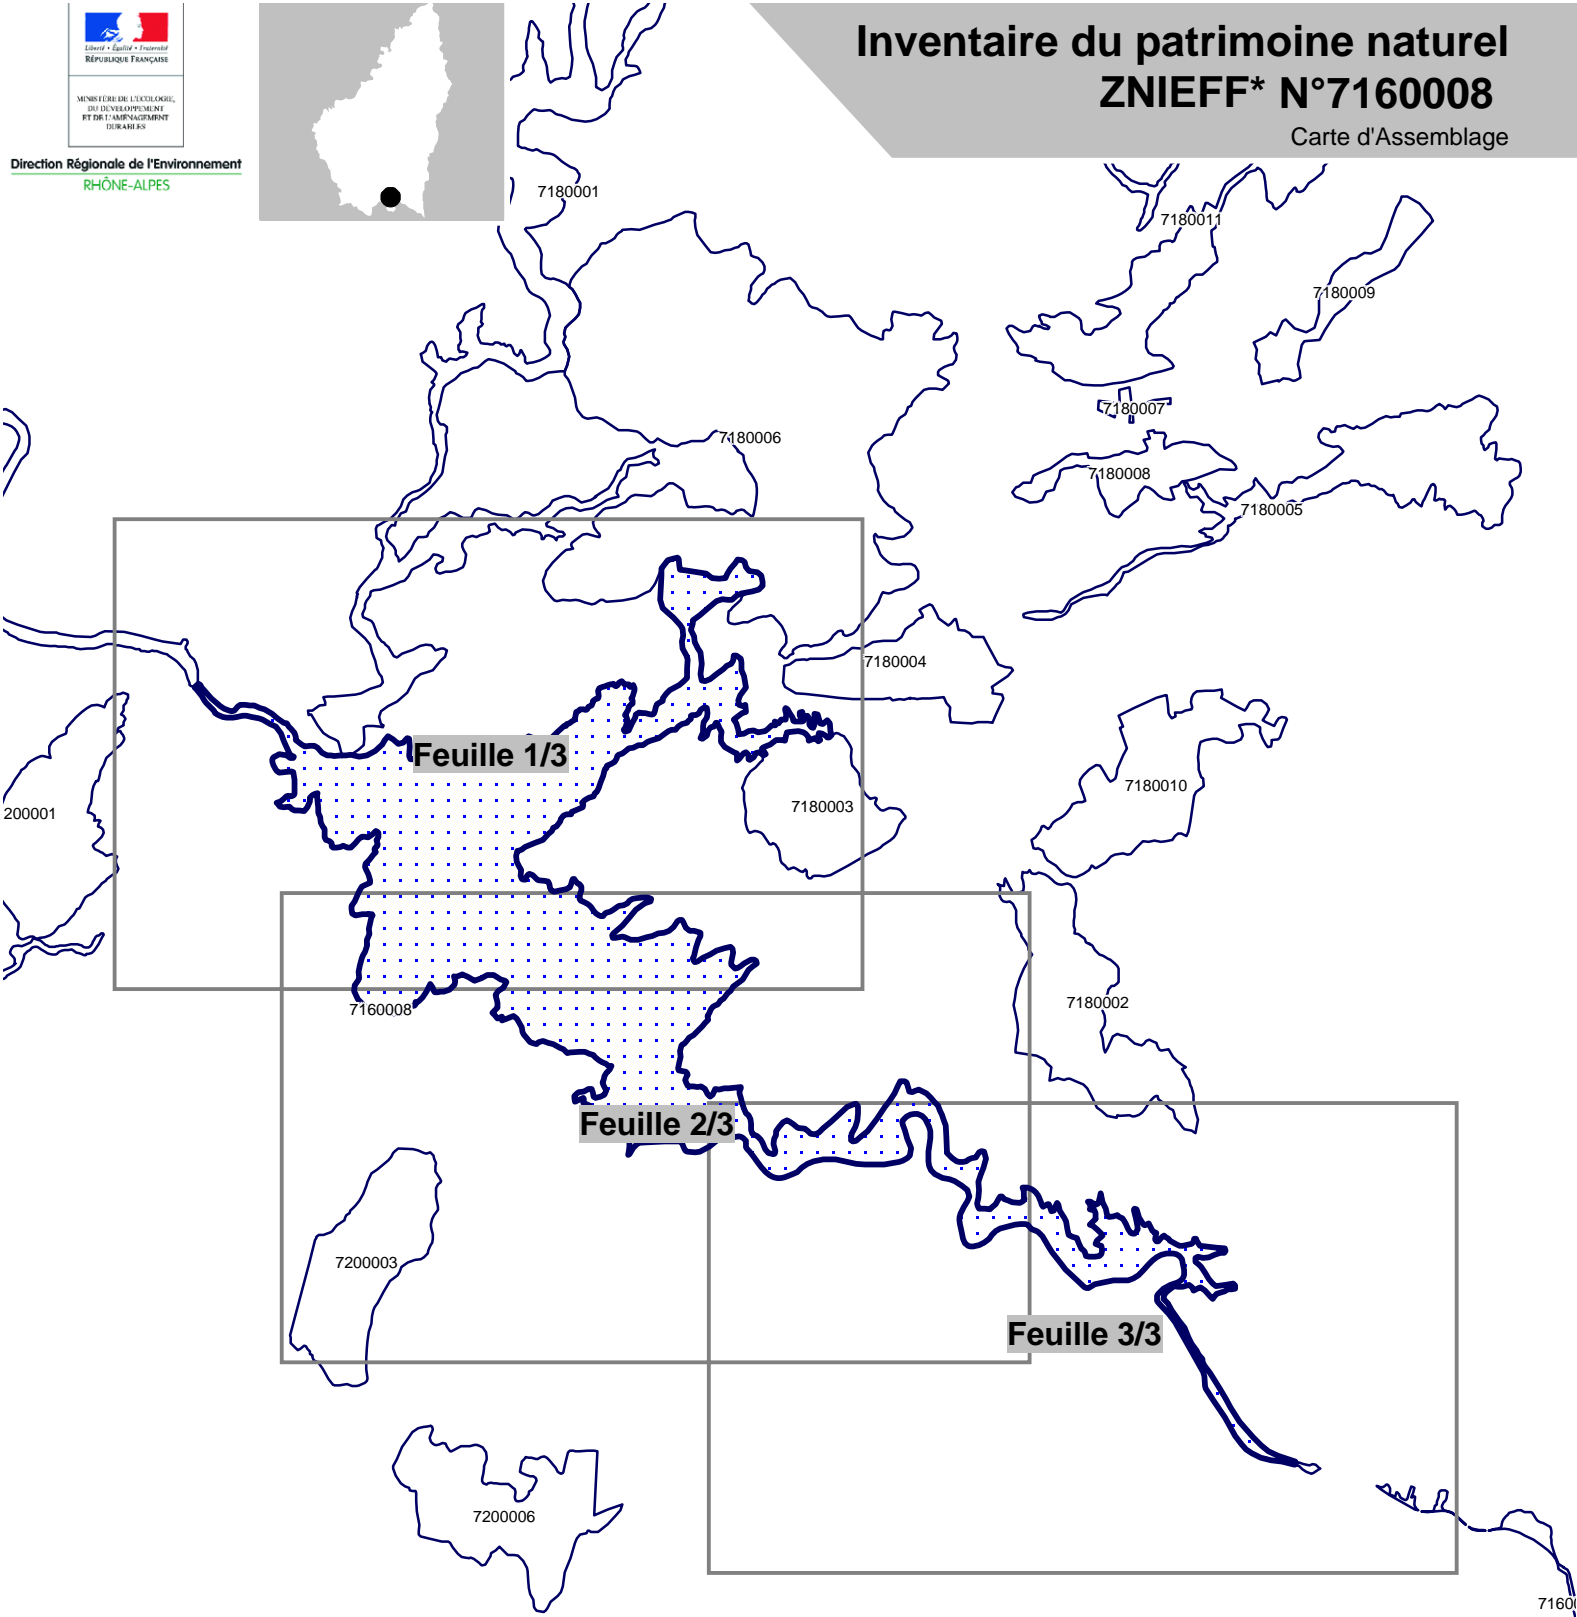 Liberté • Égalité • Fraternité
RÉPUBLIQUE FRANÇAISE
MINISTÈRE DE L'ÉCOLOGIE,
DU DÉVELOPPEMENT
ET DE L'AMÉNAGEMENT
DURABLES
Direction Régionale de l'Environnement
RHÔNE-ALPES
Inventaire du patrimoine naturel
ZNIEFF* N°7160008
Carte d'Assemblage
7180001
7180011
7180009
7180007
7180006
7180008
7180005
7180004
Feuille 1/3
7180010
7180003
200001
7180002
7160008
Feuille 2/3
7200003
Feuille 3/3
7200006
7160